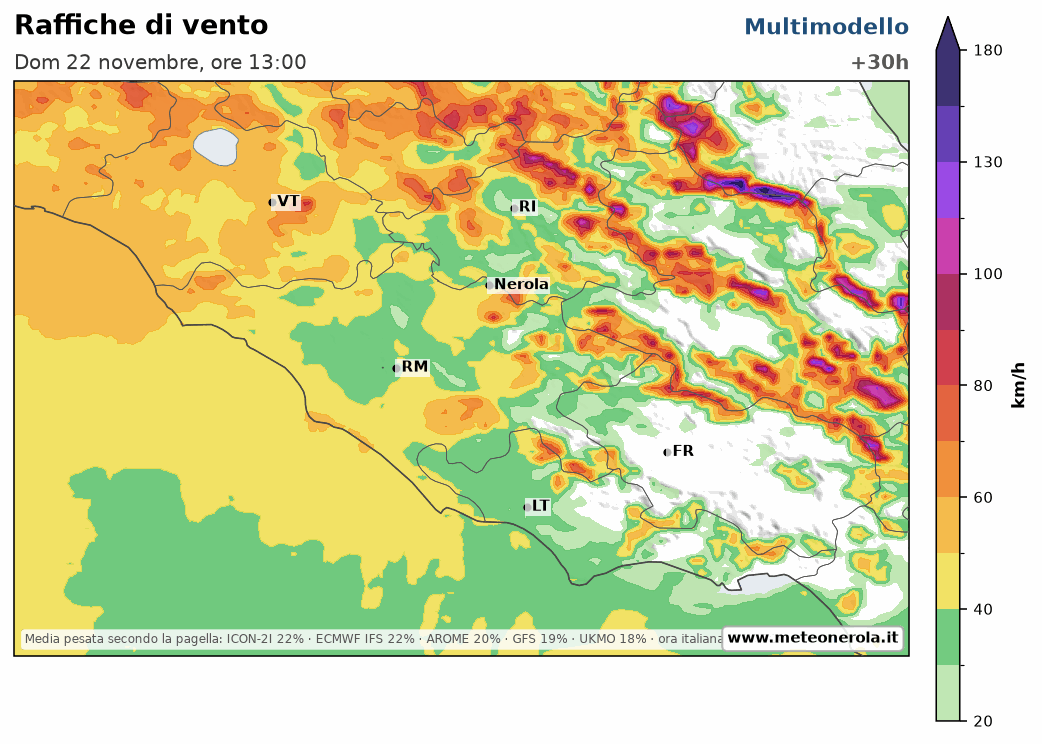 Raffiche di vento
Multimodello
Dom 22 novembre, ore 13:00
+30h
VT
RI
Nerola
RM
FR
LT
Media pesata secondo la pagella: ICON-2I 22% · ECMWF IFS 22% · AROME 20% · GFS 19% · UKMO 18% · ora italiana
www.meteonerola.it
180
130
100
80
60
40
20
km/h